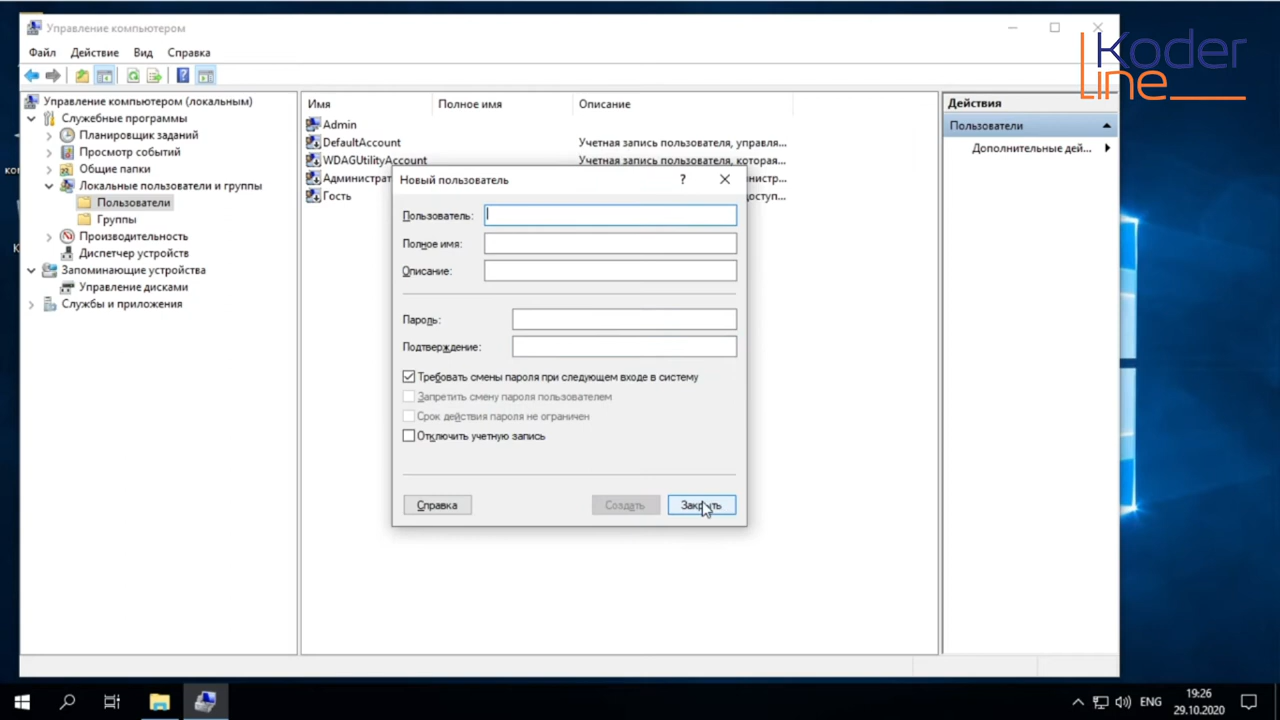 Управление компьютером
Koder
Line
Файл Действие Вид Справка
Управление компьютером (локальным)
Служебные программы
Планировщик заданий
Просмотр событий
Общие папки
Локальные пользователи и группы
Пользователи
Группы
Производительность
Диспетчер устройств
Запоминающие устройства
Управление дисками
Службы и приложения
Имя Полное имя Описание
Admin
DefaultAccount Учетная запись пользователя, управля...
WDAGUtilityAccount Учетная запись пользователя, которая...
Администрат
Гость
Действия
Пользователи
Дополнительные дей...
Новый пользователь ?
Пользователь:
Полное имя:
Описание:
Пароль:
Подтверждение:
Требовать смены пароля при следующем входе в систему
Запретить смену пароля пользователем
Срок действия пароля не ограничен
Отключить учетную запись
Справка Создать Закрыть
ENG
19:26
29.10.2020